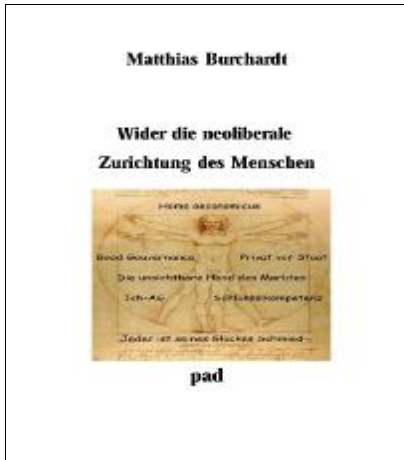 Matthias Burchardt
Wider die neoliberale
Zurichtung des Menschen
Homo oeconomicus
Good Gouvernance Privat vor Staat
Die unsichtbare Hand des Marktes
Ich-AG Schlüsselkompetenz
Jeder ist seines Glückes Schmied
pad